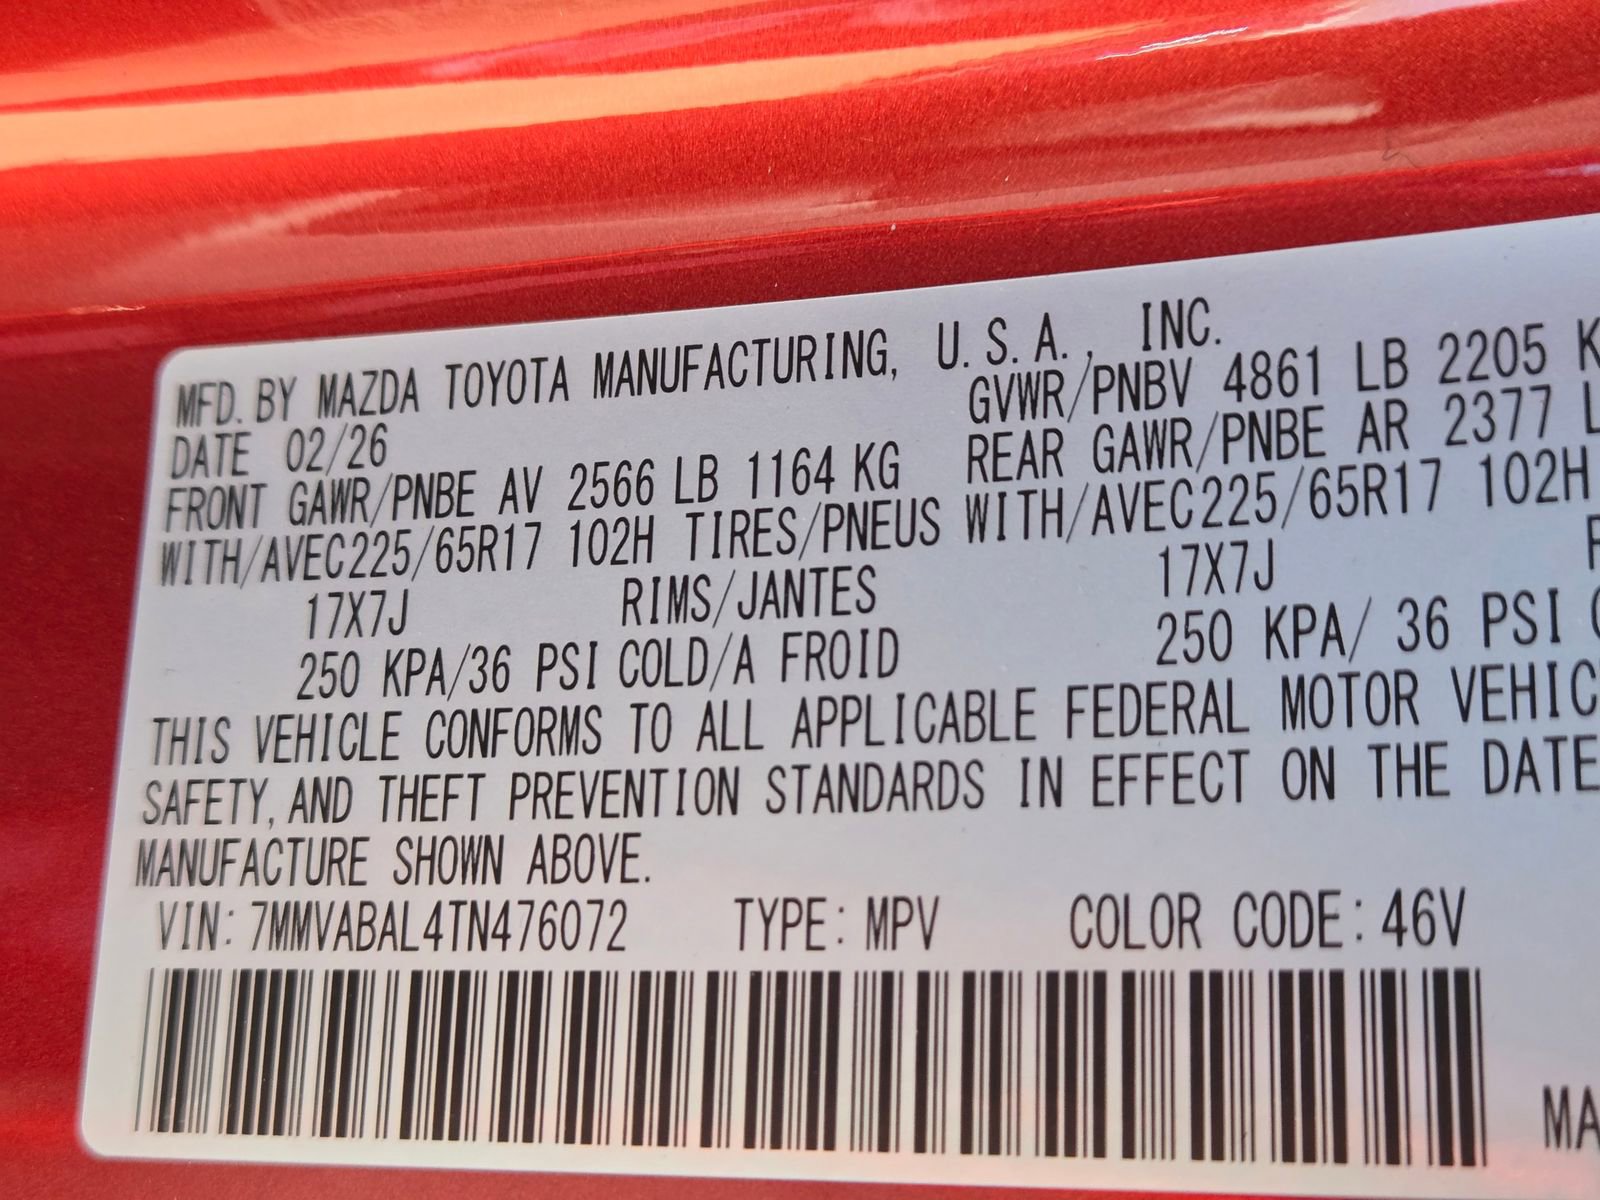 MFD. BY MAZDA TOYOTA MANUFACTURING, U.S.A., INC.
DATE 02/26 GVWR/PNBV 4861 LB 2205 K
FRONT GAWR/PNBE AV 2566 LB 1164 KG REAR GAWR/PNBE AR 2377 L
WITH/AVEC225/65R17 102H TIRES/PNEUS WITH/AVEC225/65R17 102H
17X7J RIMS/JANTES 17X7J
250 KPA/36 PSI COLD/A FROID 250 KPA/ 36 PSI
THIS VEHICLE CONFORMS TO ALL APPLICABLE FEDERAL MOTOR VEHIC
SAFETY, AND THEFT PREVENTION STANDARDS IN EFFECT ON THE DATE
MANUFACTURE SHOWN ABOVE.
VIN: 7MMVABAL4TN476072 TYPE: MPV COLOR CODE: 46V
MA